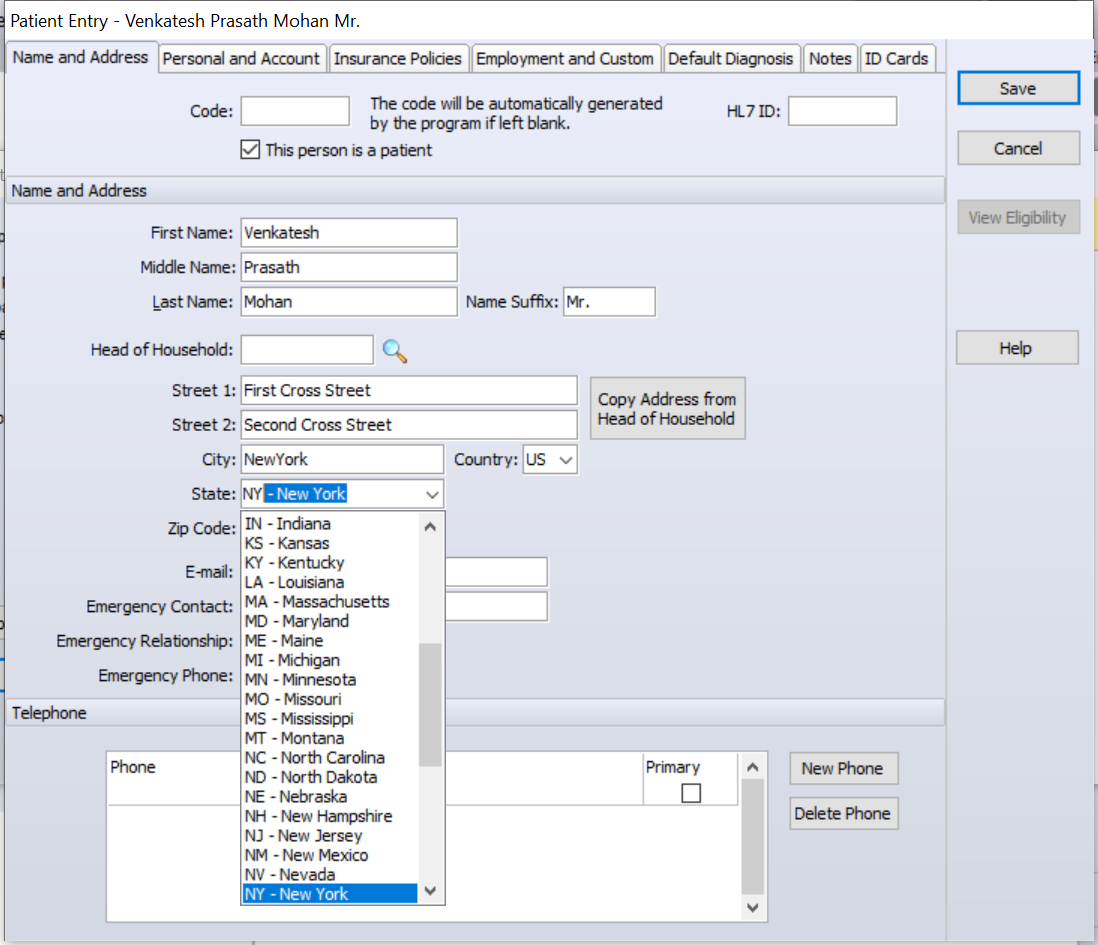 Patient Entry - Venkatesh Prasath Mohan Mr.
Name and Address
Personal and Account
Insurance Policies
Employment and Custom
Default Diagnosis
Notes
ID Cards
Code:
The code will be automatically generated
by the program if left blank.
HL7 ID:
Save
This person is a patient
Cancel
Name and Address
View Eligibility
First Name: Venkatesh
Middle Name: Prasath
Last Name: Mohan
Name Suffix: Mr.
Head of Household:
Help
Street 1: First Cross Street
Copy Address from
Head of Household
Street 2: Second Cross Street
City: NewYork
Country: US
State: NY - New York
Zip Code:
E-mail:
Emergency Contact:
Emergency Relationship:
Emergency Phone:
IN - Indiana
KS - Kansas
KY - Kentucky
LA - Louisiana
MA - Massachusetts
MD - Maryland
ME - Maine
MI - Michigan
MN - Minnesota
MO - Missouri
MS - Mississippi
MT - Montana
NC - North Carolina
ND - North Dakota
NE - Nebraska
NH - New Hampshire
NJ - New Jersey
NM - New Mexico
NV - Nevada
NY - New York
Telephone
Phone
Primary
New Phone
Delete Phone